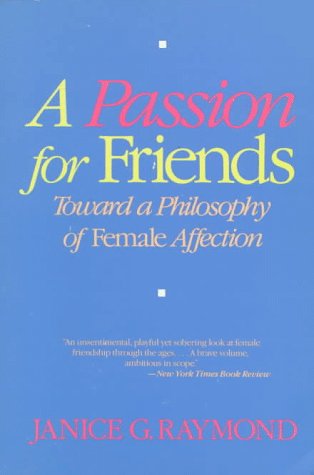 A Passion
for Friends
Toward a Philosophy
of Female Affection
"An unsentimental, playful yet sobering look at female
friendship through the ages. . . . A brave volume,
ambitious in scope"
—New York Times Book Review
JANICE G. RAYMOND